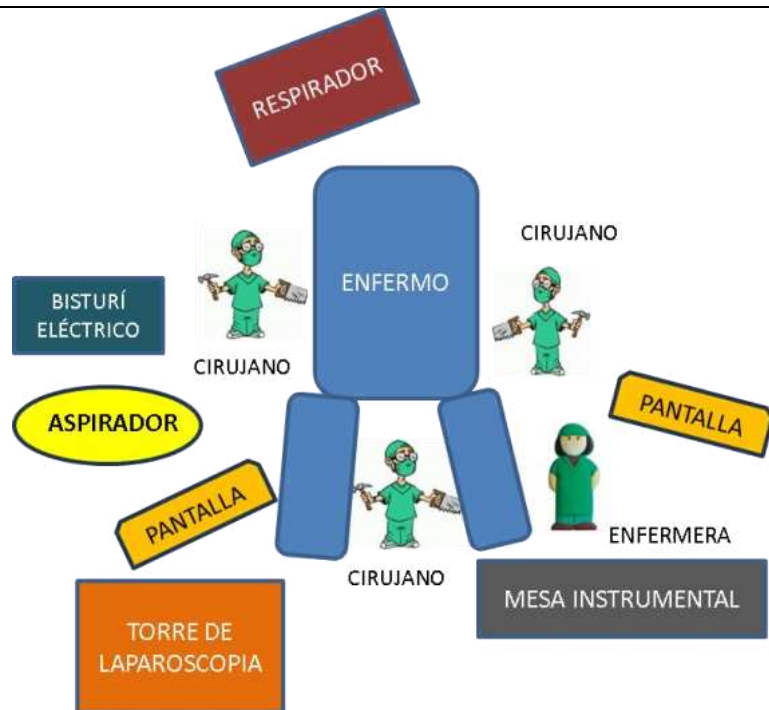 RESPIRADOR
CIRUJANO
ENFERMO
BISTURÍ
ELÉCTRICO
CIRUJANO
PANTALLA
ASPIRADOR
PANTALLA
ENFERMERA
CIRUJANO
MESA INSTRUMENTAL
TORRE DE
LAPAROSCOPIA